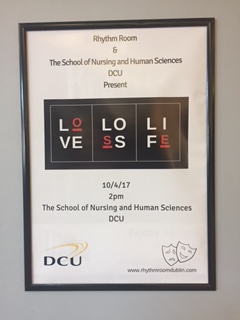 Rhythm Room
&
The School of Nursing and Human Sciences
DCU
Present
LO LO LI
VE SS FE
10/4/17
2pm
The School of Nursing and Human Sciences
DCU
DCU
www.rhythmroomdublin.com